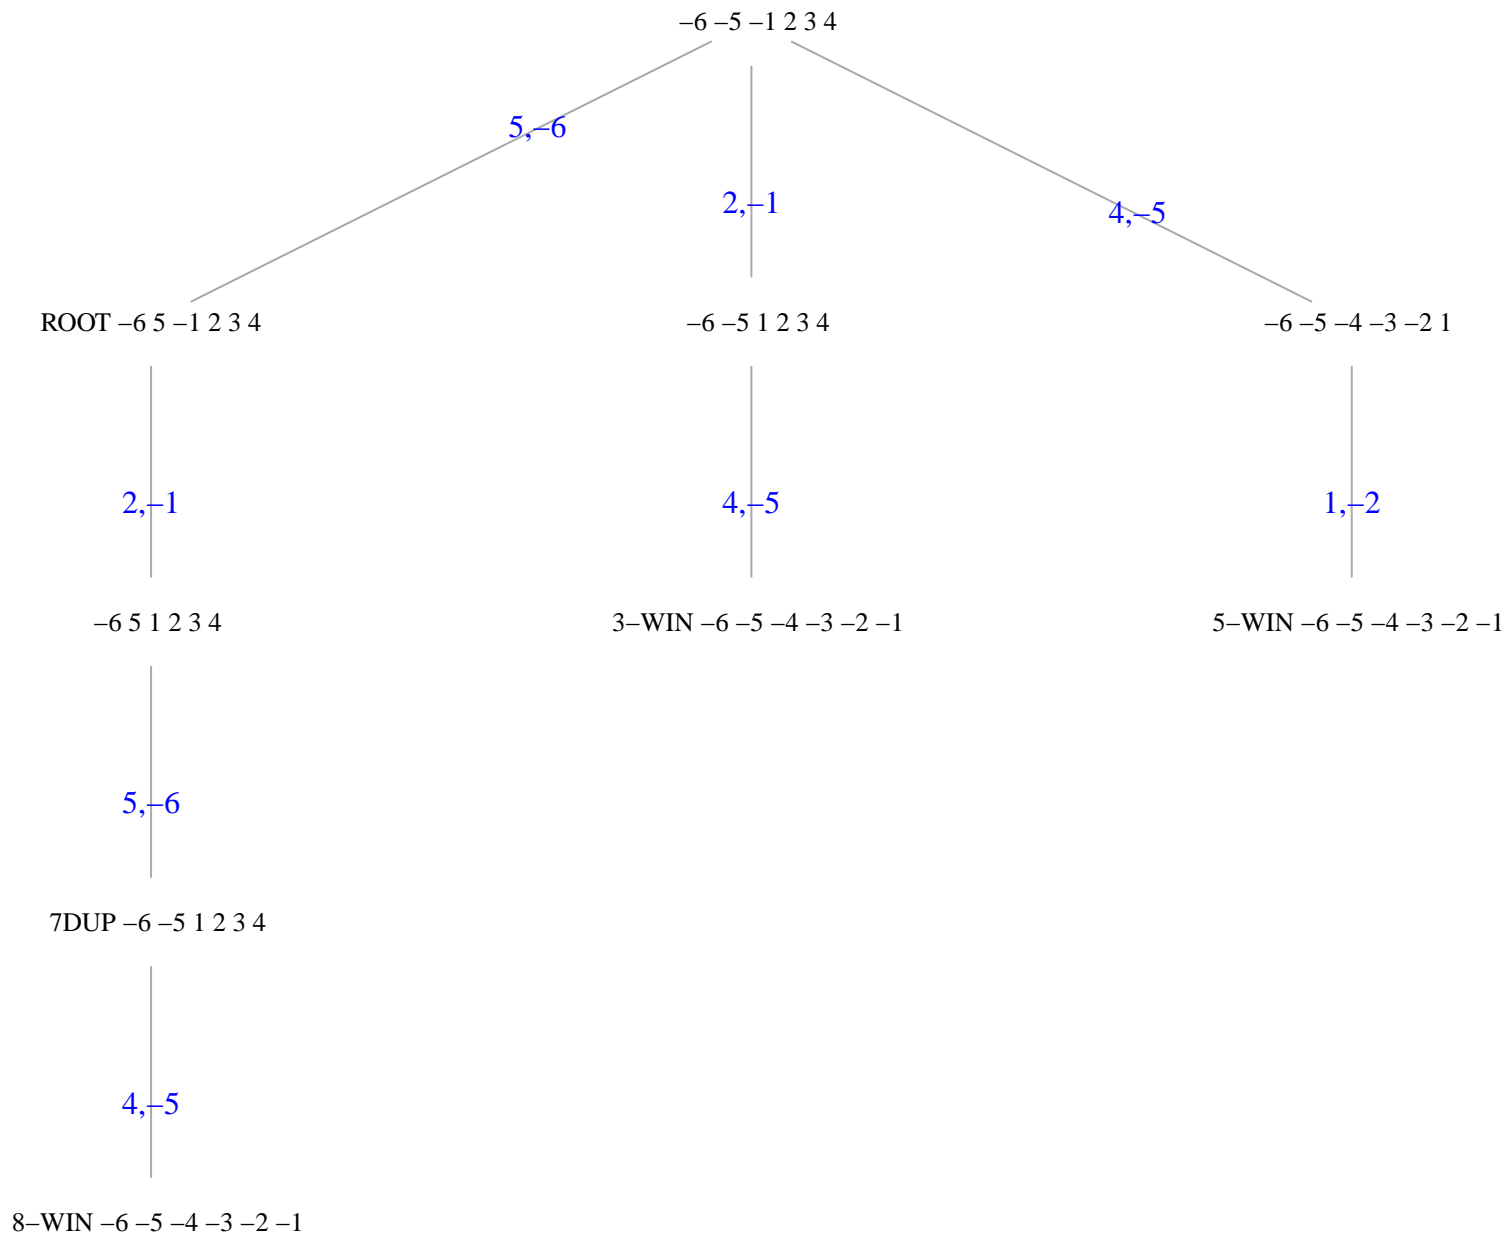 –6 –5 –1 2 3 4
5,–6
2,–1
4,–5
ROOT –6 5 –1 2 3 4
–6 –5 1 2 3 4
–6 –5 –4 –3 –2 1
2,–1
4,–5
1,–2
–6 5 1 2 3 4
3–WIN –6 –5 –4 –3 –2 –1
5–WIN –6 –5 –4 –3 –2 –1
5,–6
7DUP –6 –5 1 2 3 4
4,–5
8–WIN –6 –5 –4 –3 –2 –1